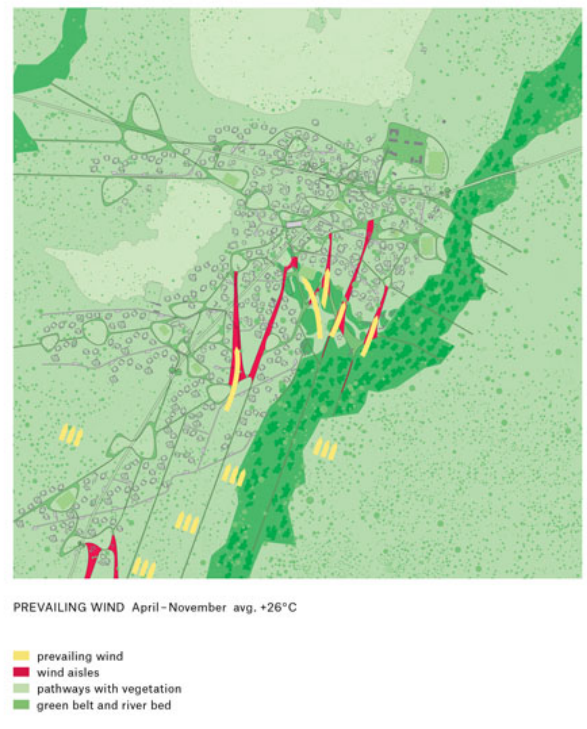 PREVAILING WIND April – November avg. +26°C
prevailing wind
wind aisles
pathways with vegetation
green belt and river bed